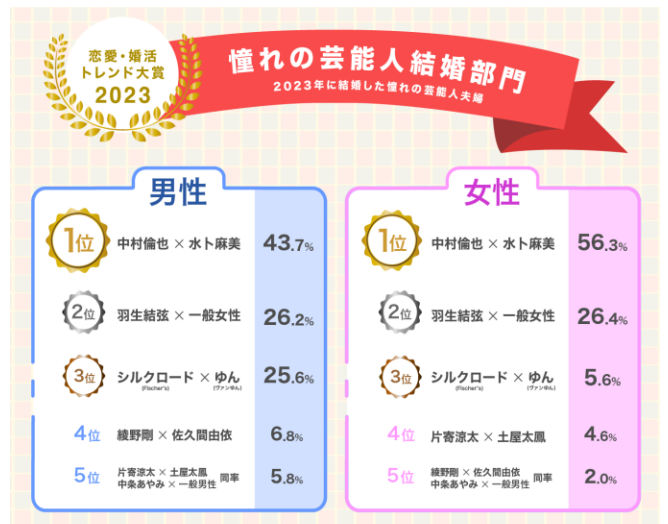 恋愛・婚活
トレンド大賞
2023
憧れの芸能人結婚部門
2023年に結婚した憧れの芸能人夫婦
男性
1位 中村倫也 × 水卜麻美 43.7%
2位 羽生結弦 × 一般女性 26.2%
3位 シルクロード × ゆん 25.6%
(Fischer's) (ヴァンゆん)
4位 綾野剛 × 佐久間由依 6.8%
5位 片寄涼太 × 土屋太鳳
中条あやみ × 一般男性 同率 5.8%
女性
1位 中村倫也 × 水卜麻美 56.3%
2位 羽生結弦 × 一般女性 26.4%
3位 シルクロード × ゆん 5.6%
(Fischer's) (ヴァンゆん)
4位 片寄涼太 × 土屋太鳳 4.6%
5位 綾野剛 × 佐久間由依
中条あやみ × 一般男性 同率 2.0%